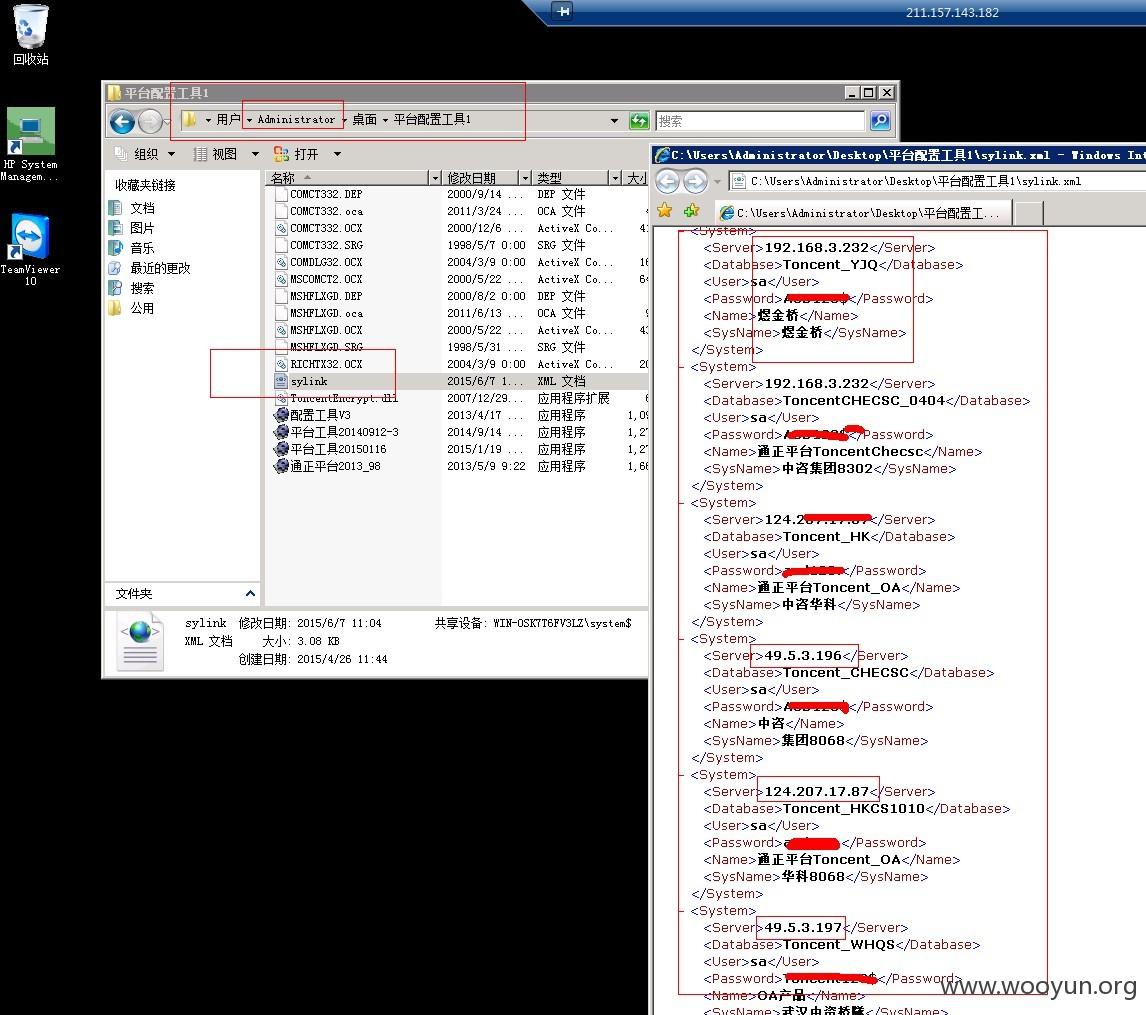 211.157.143.182
回收站
HP System
Managem...
TeamViewer
10
平台配置工具1
用户 Administrator 桌面 平台配置工具1
搜索
组织 视图 打开
收藏夹链接
文档
图片
音乐
最近的更改
搜索
公用
文件夹
名称 修改日期 类型 大小
COMCT332.DEP 2000/9/14 ... DEP 文件
COMCT332.oca 2011/3/24 ... OCA 文件
COMCT332.OCX 2000/12/6 ... ActiveX Co...
COMCT332.SRG 1998/5/7 0:00 SRG 文件
COMDLG32.OCX 2004/3/9 0:00 ActiveX Co...
MSCOMCT2.OCX 2000/5/22 ... ActiveX Co...
MSHFLXGD.DEP 2000/8/2 0:00 DEP 文件
MSHFLXGD.oca 2011/6/13 ... OCA 文件
MSHFLXGD.OCX 2000/5/22 ... ActiveX Co...
MSHFLXGD.SRG 1998/5/31 ... SRG 文件
RICHTX32.OCX 2004/3/9 0:00 ActiveX Co...
sylink 2015/6/7 1... XML 文档
ToncentEncrypt.dll 2007/12/29... 应用程序扩展
配置工具V3 2013/4/17 ... 应用程序
平台工具20140912-3 2014/9/14 ... 应用程序
平台工具20150116 2015/1/19 ... 应用程序
通正平台2013_98 2013/5/9 9:22 应用程序
sylink 修改日期: 2015/6/7 11:04 共享设备: WIN-OSK7T6FV3LZ\system$
XML 文档 大小: 3.08 KB
创建日期: 2015/4/26 11:44
C:\Users\Administrator\Desktop\平台配置工具1\sylink.xml - Windows Int
C:\Users\Administrator\Desktop\平台配置工具1\sylink.xml
C:\Users\Administrator\Desktop\平台配置工...
- <System>
<Server>192.168.3.232</Server>
<Database>Toncent_YJQ</Database>
<User>sa</User>
<Password></Password>
<Name>煜金桥</Name>
<SysName>煜金桥</SysName>
</System>
- <System>
<Server>192.168.3.232</Server>
<Database>ToncentCHECSC_0404</Database>
<User>sa</User>
<Password></Password>
<Name>通正平台ToncentChecsc</Name>
<SysName>中咨集团8302</SysName>
</System>
- <System>
<Server></Server>
<Database>Toncent_HK</Database>
<User>sa</User>
<Password></Password>
<Name>通正平台Toncent_OA</Name>
<SysName>中咨华科</SysName>
</System>
- <System>
<Server>49.5.3.196</Server>
<Database>Toncent_CHECSC</Database>
<User>sa</User>
<Password></Password>
<Name>中咨</Name>
<SysName>集团8068</SysName>
</System>
- <System>
<Server>124.207.17.87</Server>
<Database>Toncent_HKCS1010</Database>
<User>sa</User>
<Password></Password>
<Name>通正平台Toncent_OA</Name>
<SysName>华科8068</SysName>
</System>
- <System>
<Server>49.5.3.197</Server>
<Database>Toncent_WHQS</Database>
<User>sa</User>
<Password></Password>
<Name>OA产品</Name>
<SysName>武汉中咨桥隧</SysName>
www.wooyun.org